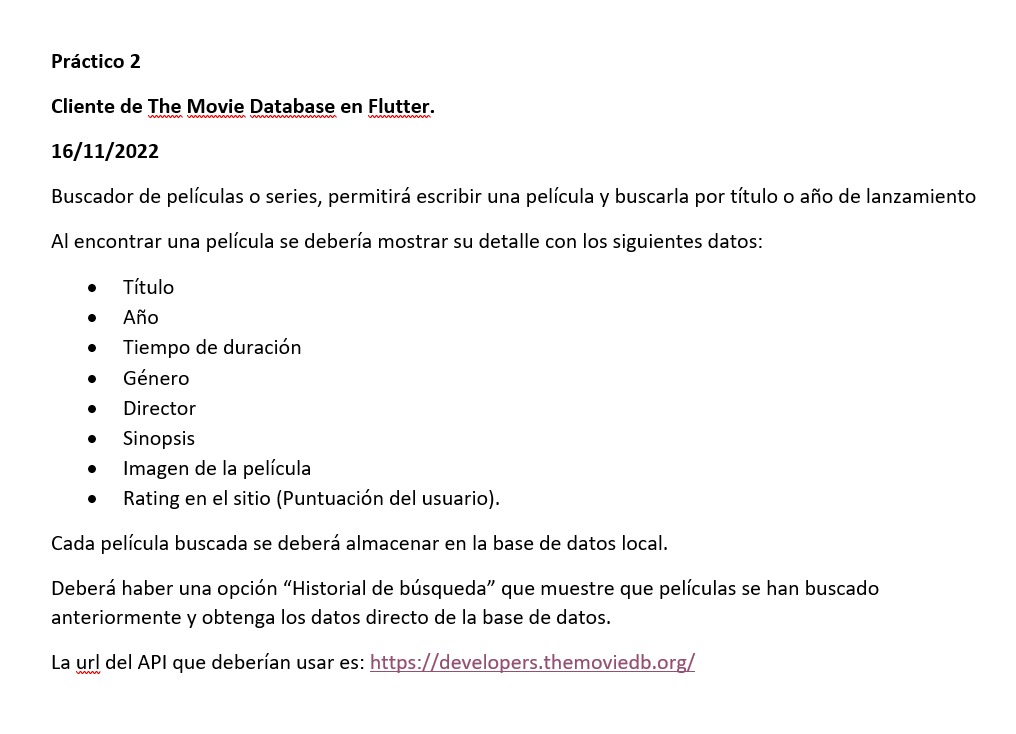 Práctico 2
Cliente de The Movie Database en Flutter.
16/11/2022
Buscador de películas o series, permitirá escribir una película y buscarla por título o año de lanzamiento
Al encontrar una película se debería mostrar su detalle con los siguientes datos:
• Título
• Año
• Tiempo de duración
• Género
• Director
• Sinopsis
• Imagen de la película
• Rating en el sitio (Puntuación del usuario).
Cada película buscada se deberá almacenar en la base de datos local.
Deberá haber una opción “Historial de búsqueda” que muestre que películas se han buscado
anteriormente y obtenga los datos directo de la base de datos.
La url del API que deberían usar es: https://developers.themoviedb.org/